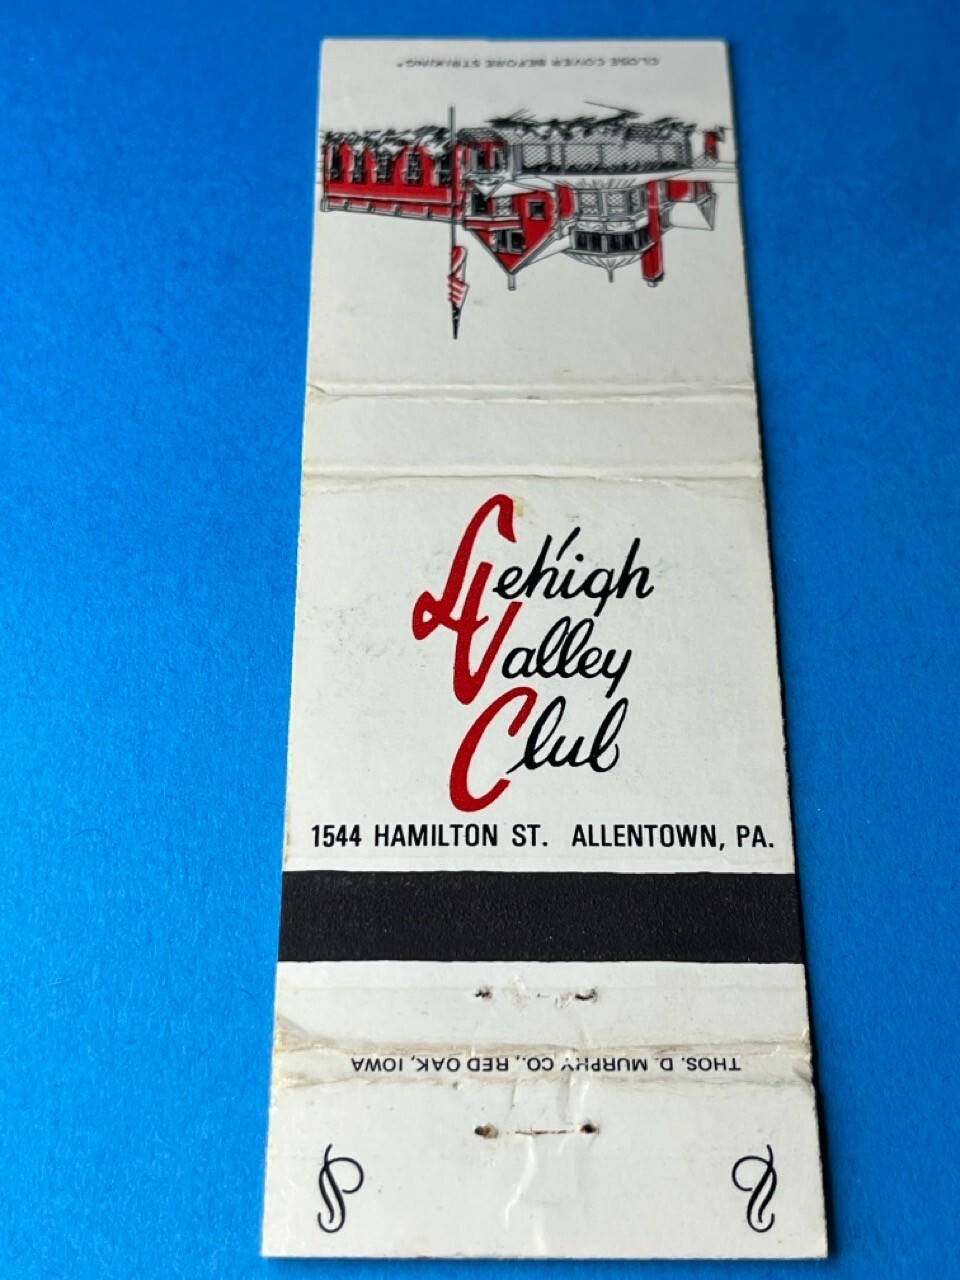 CLOSE COVER BEFORE STRIKING
Lehigh
Valley
Club
1544 HAMILTON ST. ALLENTOWN, PA.
THOS. D. MURPHY CO., RED OAK, IOWA